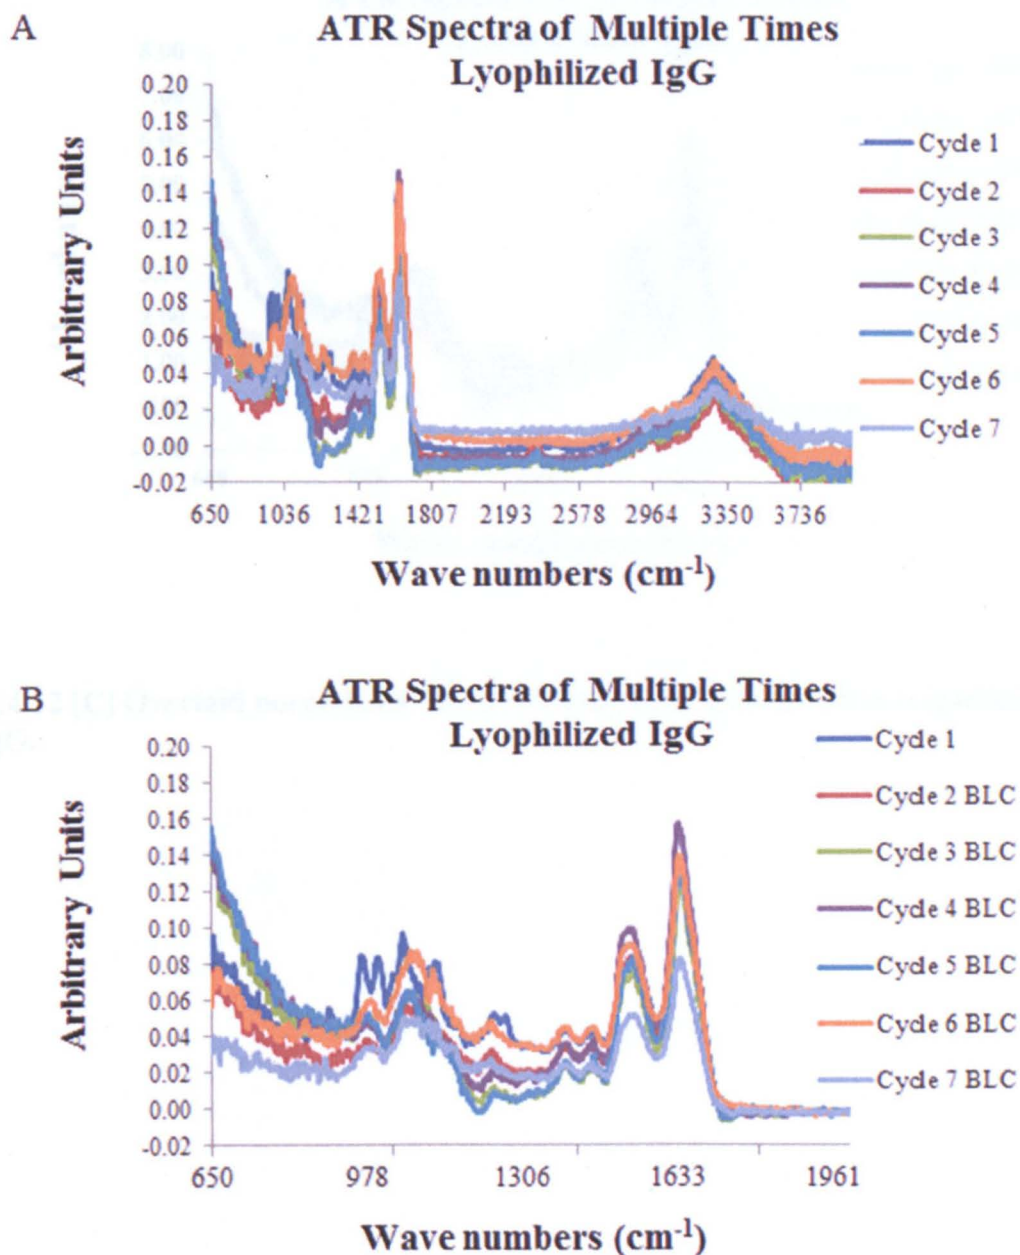 A
ATR Spectra of Multiple Times
Lyophilized IgG
Arbitrary Units
0.20
0.18
0.16
0.14
0.12
0.10
0.08
0.06
0.04
0.02
0.00
-0.02
650 1036 1421 1807 2193 2578 2964 3350 3736
Wave numbers (cm-1)
Cycle 1
Cycle 2
Cycle 3
Cycle 4
Cycle 5
Cycle 6
Cycle 7
B
ATR Spectra of Multiple Times
Lyophilized IgG
Arbitrary Units
0.20
0.18
0.16
0.14
0.12
0.10
0.08
0.06
0.04
0.02
0.00
-0.02
650 978 1306 1633 1961
Wave numbers (cm-1)
Cycle 1
Cycle 2 BLC
Cycle 3 BLC
Cycle 4 BLC
Cycle 5 BLC
Cycle 6 BLC
Cycle 7 BLC